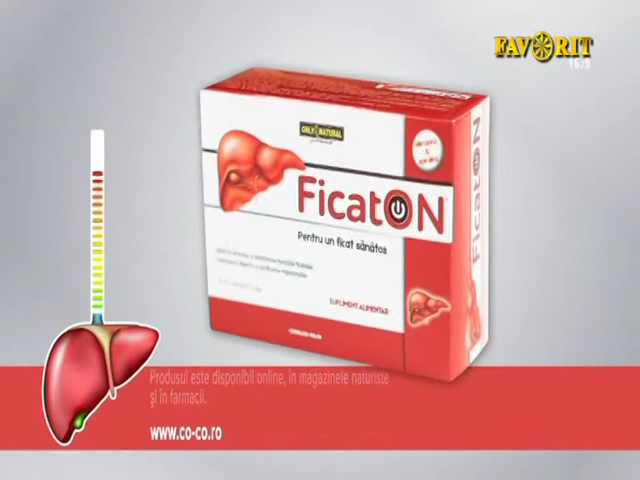 FAVORIT
16:9
ONLY NATURAL
FicatON
FicatON
Pentru un ficat sănătos
SUPLIMENT ALIMENTAR
Produsul este disponibil online, în magazinele naturiste
şi în farmacii.
www.co-co.ro